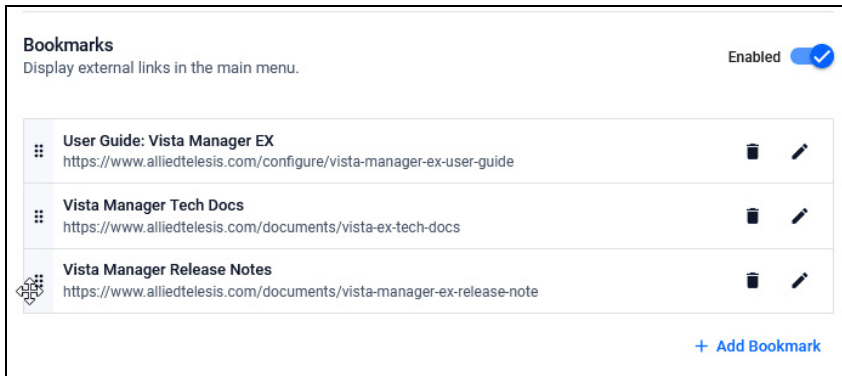 Bookmarks
Display external links in the main menu.
Enabled
User Guide: Vista Manager EX
https://www.alliedtelesis.com/configure/vista-manager-ex-user-guide
Vista Manager Tech Docs
https://www.alliedtelesis.com/documents/vista-ex-tech-docs
Vista Manager Release Notes
https://www.alliedtelesis.com/documents/vista-manager-ex-release-note
+ Add Bookmark